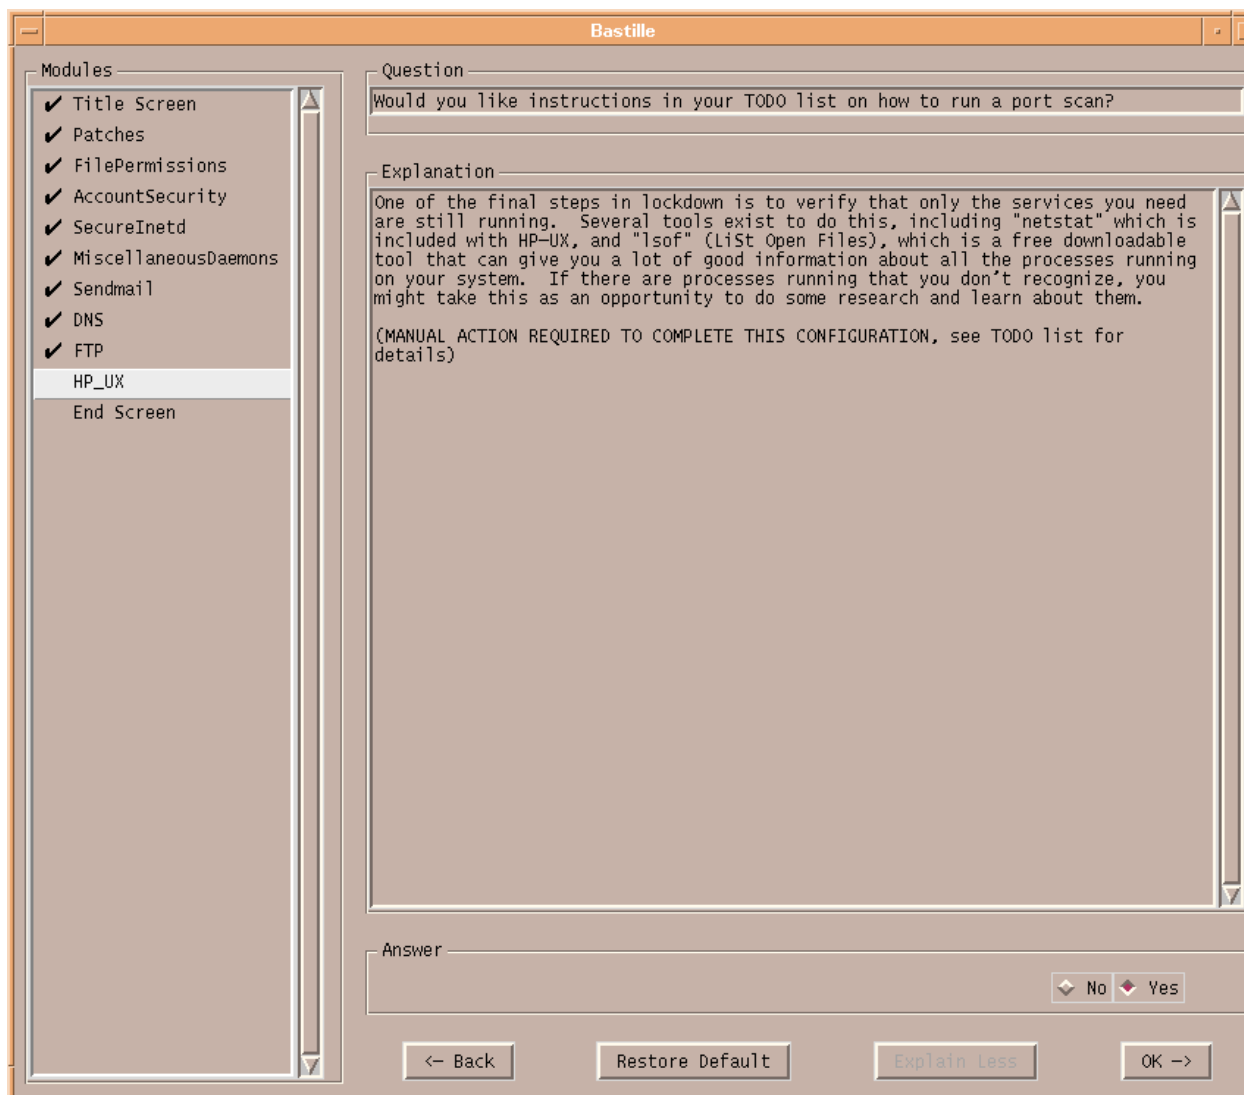 Bastille
Modules
Title Screen
Patches
FilePermissions
AccountSecurity
SecureInetd
MiscellaneousDaemons
Sendmail
DNS
FTP
HP_UX
End Screen
Question
Would you like instructions in your TODO list on how to run a port scan?
Explanation
One of the final steps in lockdown is to verify that only the services you need
are still running.  Several tools exist to do this, including "netstat" which is
included with HP-UX, and "lsof" (LiSt Open Files), which is a free downloadable
tool that can give you a lot of good information about all the processes running
on your system.  If there are processes running that you don't recognize, you
might take this as an opportunity to do some research and learn about them.
(MANUAL ACTION REQUIRED TO COMPLETE THIS CONFIGURATION, see TODO list for
details)
Answer
No Yes
<- Back Restore Default Explain Less OK ->